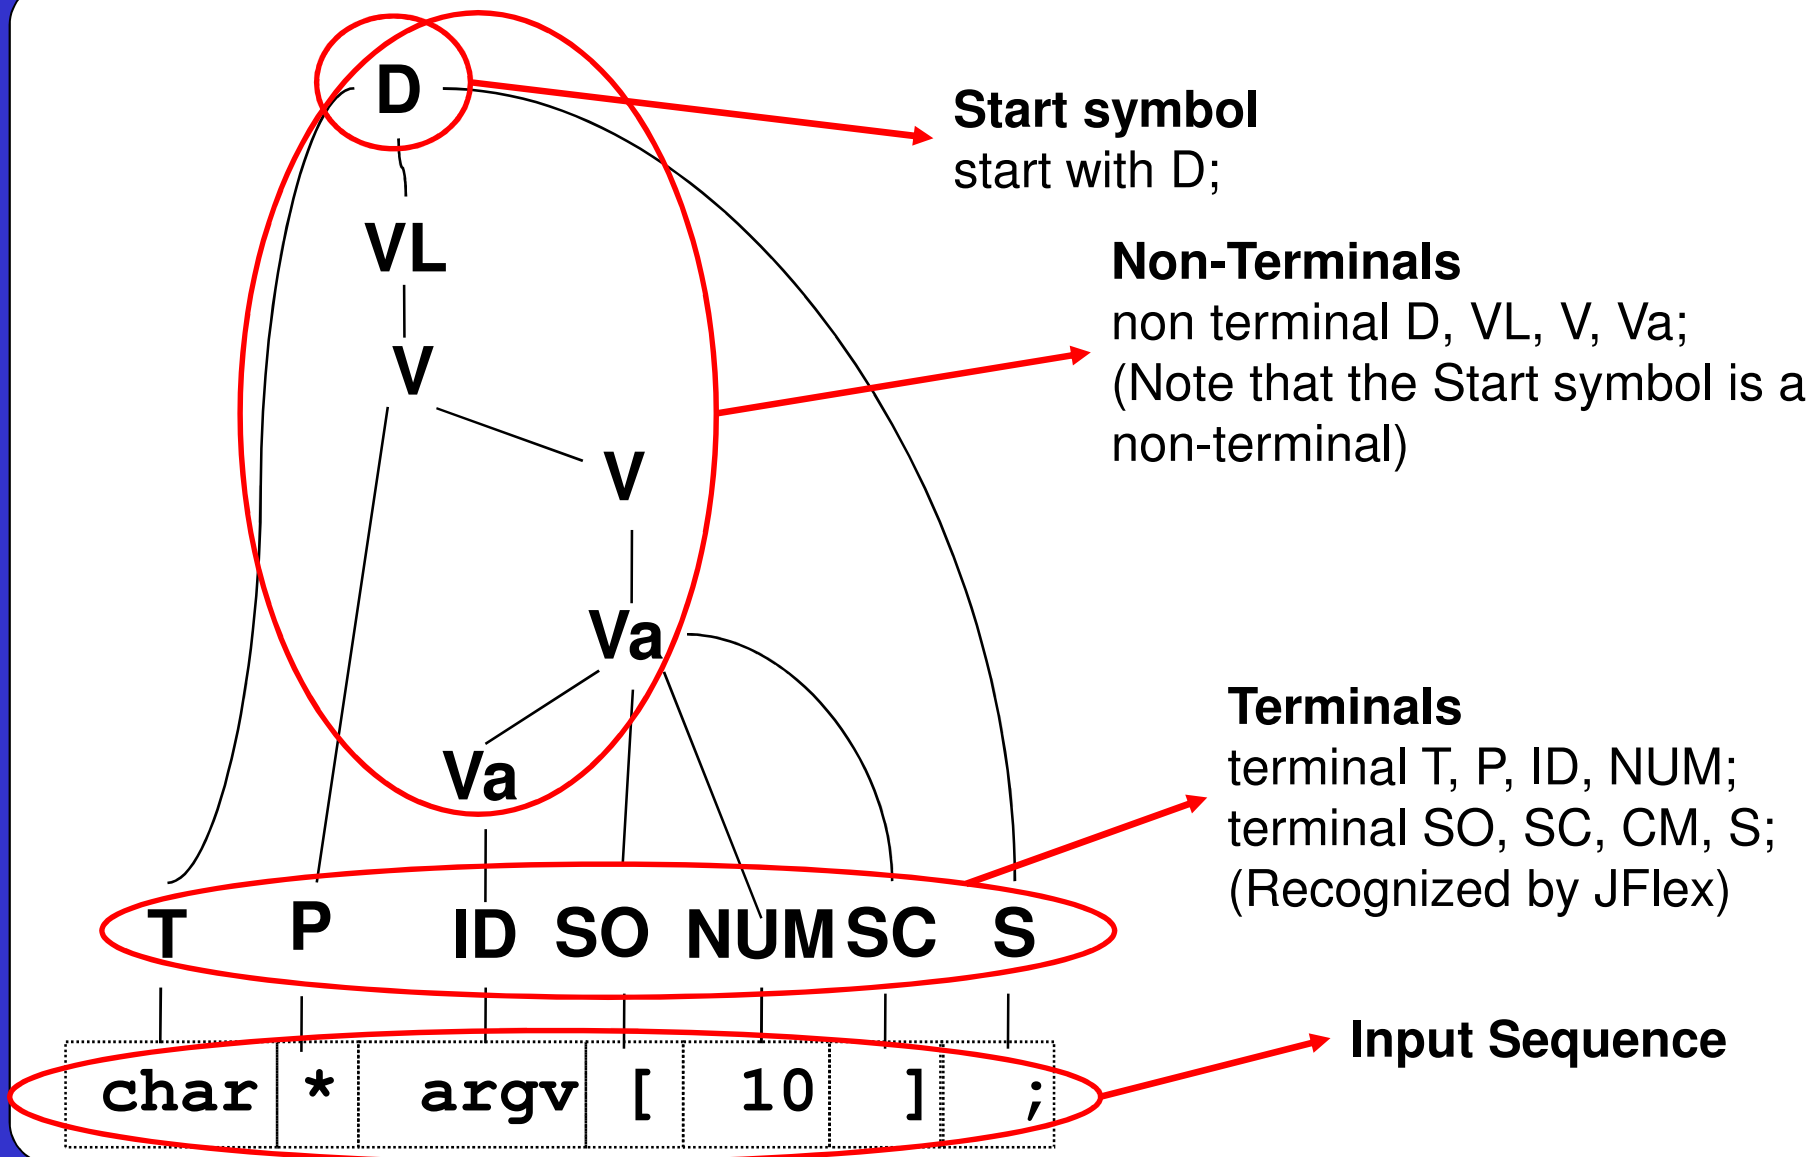 D
Start symbol
start with D;
VL
Non-Terminals
non terminal D, VL, V, Va;
V
(Note that the Start symbol is a
non-terminal)
V
Va
Terminals
terminal T, P, ID, NUM;
Va
terminal SO, SC, CM, S;
(Recognized by JFlex)
T P ID SO NUM SC S
Input Sequence
char * argv [ 10 ] ;